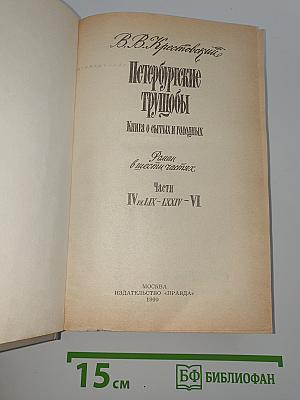 В.В.Крестовский
Петербургские
трущобы
Книга о сытых и голодных
Роман
в шести частях
Части
IV гл. LIX – LXXIV – VI
МОСКВА
ИЗДАТЕЛЬСТВО «ПРАВДА»
1990
15 см
БФ БИБЛИОФАН